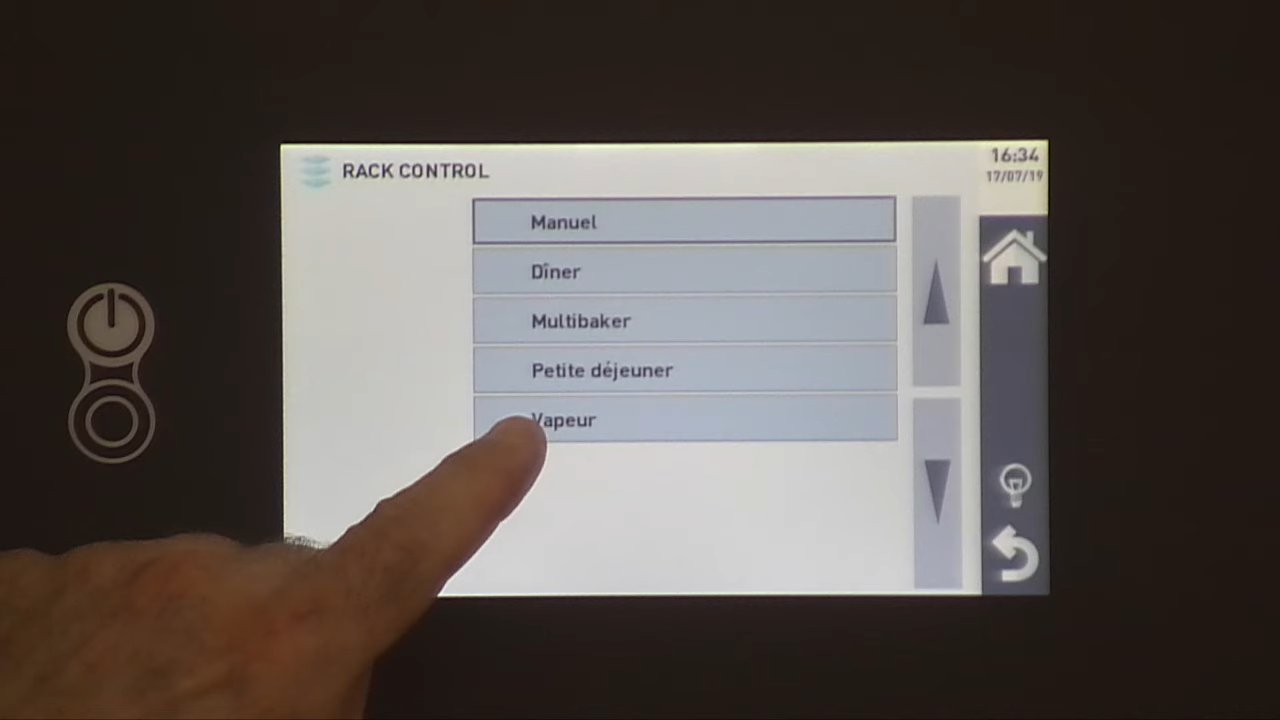 RACK CONTROL
16:34
17/07/19
Manuel
Dîner
Multibaker
Petite déjeuner
Vapeur